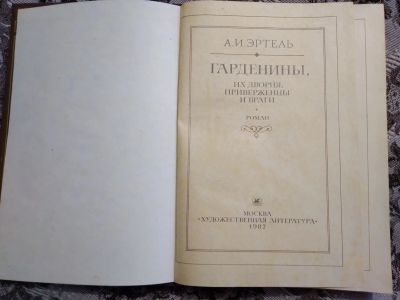 А.И.ЭРТЕЛЬ
ГАРДЕНИНЫ,
ИХ ДВОРНЯ,
ПРИВЕРЖЕНЦЫ
И ВРАГИ
РОМАН
МОСКВА
«ХУДОЖЕСТВЕННАЯ ЛИТЕРАТУРА»
1982